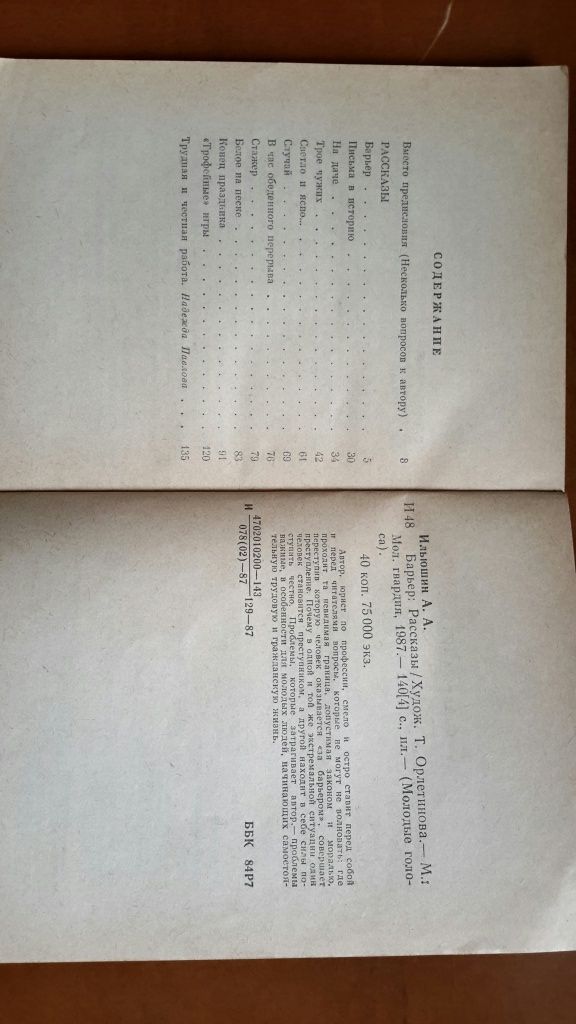 СОДЕРЖАНИЕ
Вместо предисловия (Несколько вопросов к автору) . 8
РАССКАЗЫ
Барьер . . . . . . . . . . . . . . 5
Письма в историю . . . . . . . . . . . 30
На даче . . . . . . . . . . . . . . 34
Трое чужих . . . . . . . . . . . . . 42
Светло и ясно... . . . . . . . . . . . 61
Случай . . . . . . . . . . . . . . 69
В час обеденного перерыва . . . . . . . . 76
Стажер . . . . . . . . . . . . . . 79
Белое на песке . . . . . . . . . . . . 83
Конец праздника . . . . . . . . . . . 91
«Трофейные» игры . . . . . . . . . . . 120
Трудная и честная работа. Надежда Павлова . . 135
Ильюшин А. А.
И 48 Барьер: Рассказы / Худож. Т. Орлетинова.— М.:
Мол. гвардия, 1987.— 140[4] с., ил.— (Молодые голо-
са).
40 коп. 75 000 экз.
Автор, юрист по профессии, смело и остро ставит перед собой
и перед читателями вопросы, которые не могут не волновать: где
проходит та невидимая граница, допустимая законом и моралью,
переступив которую человек оказывается «за барьером», совершает
преступление. Почему в одной и той же экстремальной ситуации один
человек становится преступником, а другой находит в себе силы по-
ступать честно. Проблемы, которые затрагивает автор,— проблемы
важные, в особенности для молодых людей, начинающих самостоя-
тельную трудовую и гражданскую жизнь.
И 4702010200—143
078(02)—87 129—87
ББК 84Р7